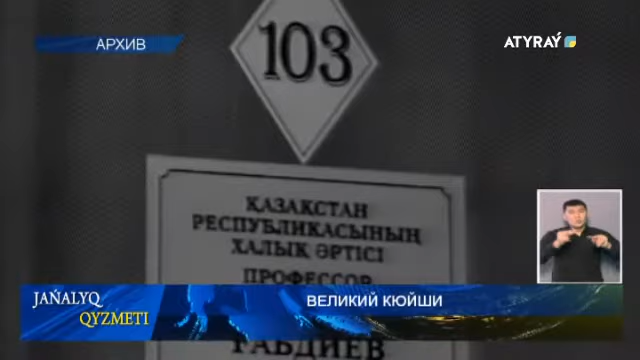 АРХИВ
ATYRAÝ
103
ҚАЗАҚСТАН
РЕСПУБЛИКАСЫНЫҢ
ХАЛЫҚ ӘРТІСІ
ПРОФЕССОР
JAŃALYQ
QYZMETI
ВЕЛИКИЙ КЮЙШИ
ҒАБДИЕВ